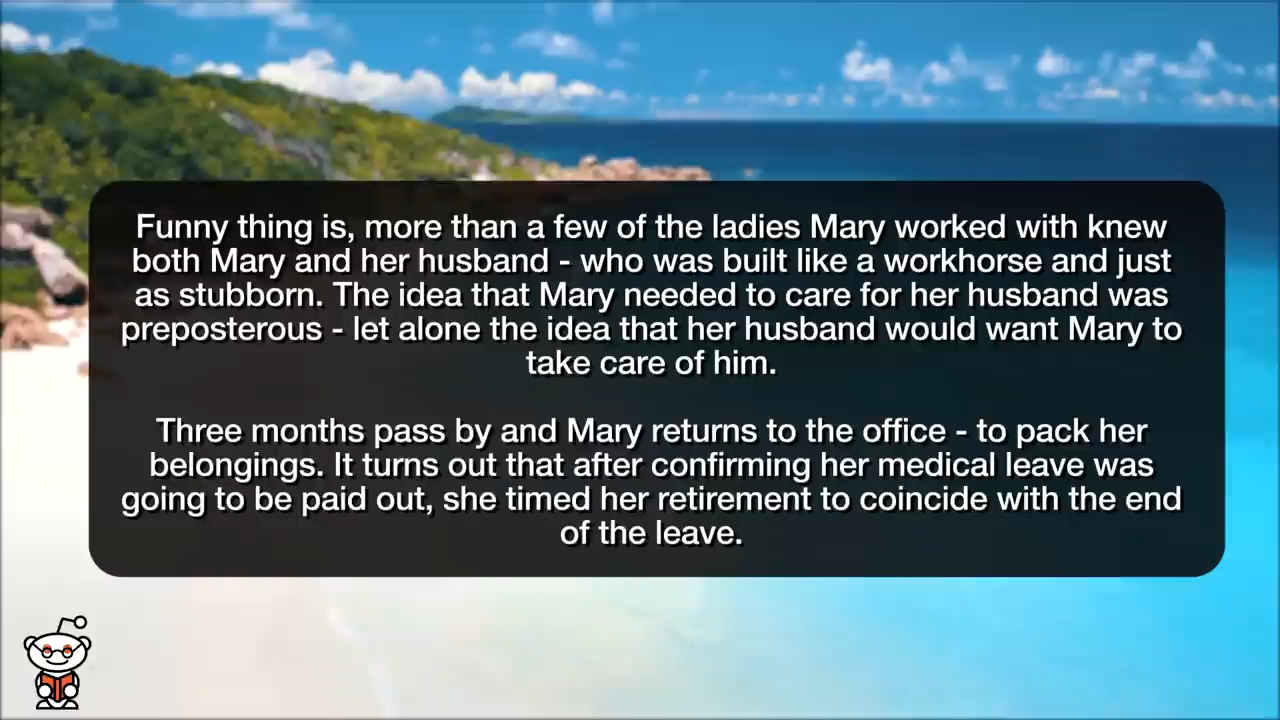 Funny thing is, more than a few of the ladies Mary worked with knew
both Mary and her husband - who was built like a workhorse and just
as stubborn. The idea that Mary needed to care for her husband was
preposterous - let alone the idea that her husband would want Mary to
take care of him.
Three months pass by and Mary returns to the office - to pack her
belongings. It turns out that after confirming her medical leave was
going to be paid out, she timed her retirement to coincide with the end
of the leave.